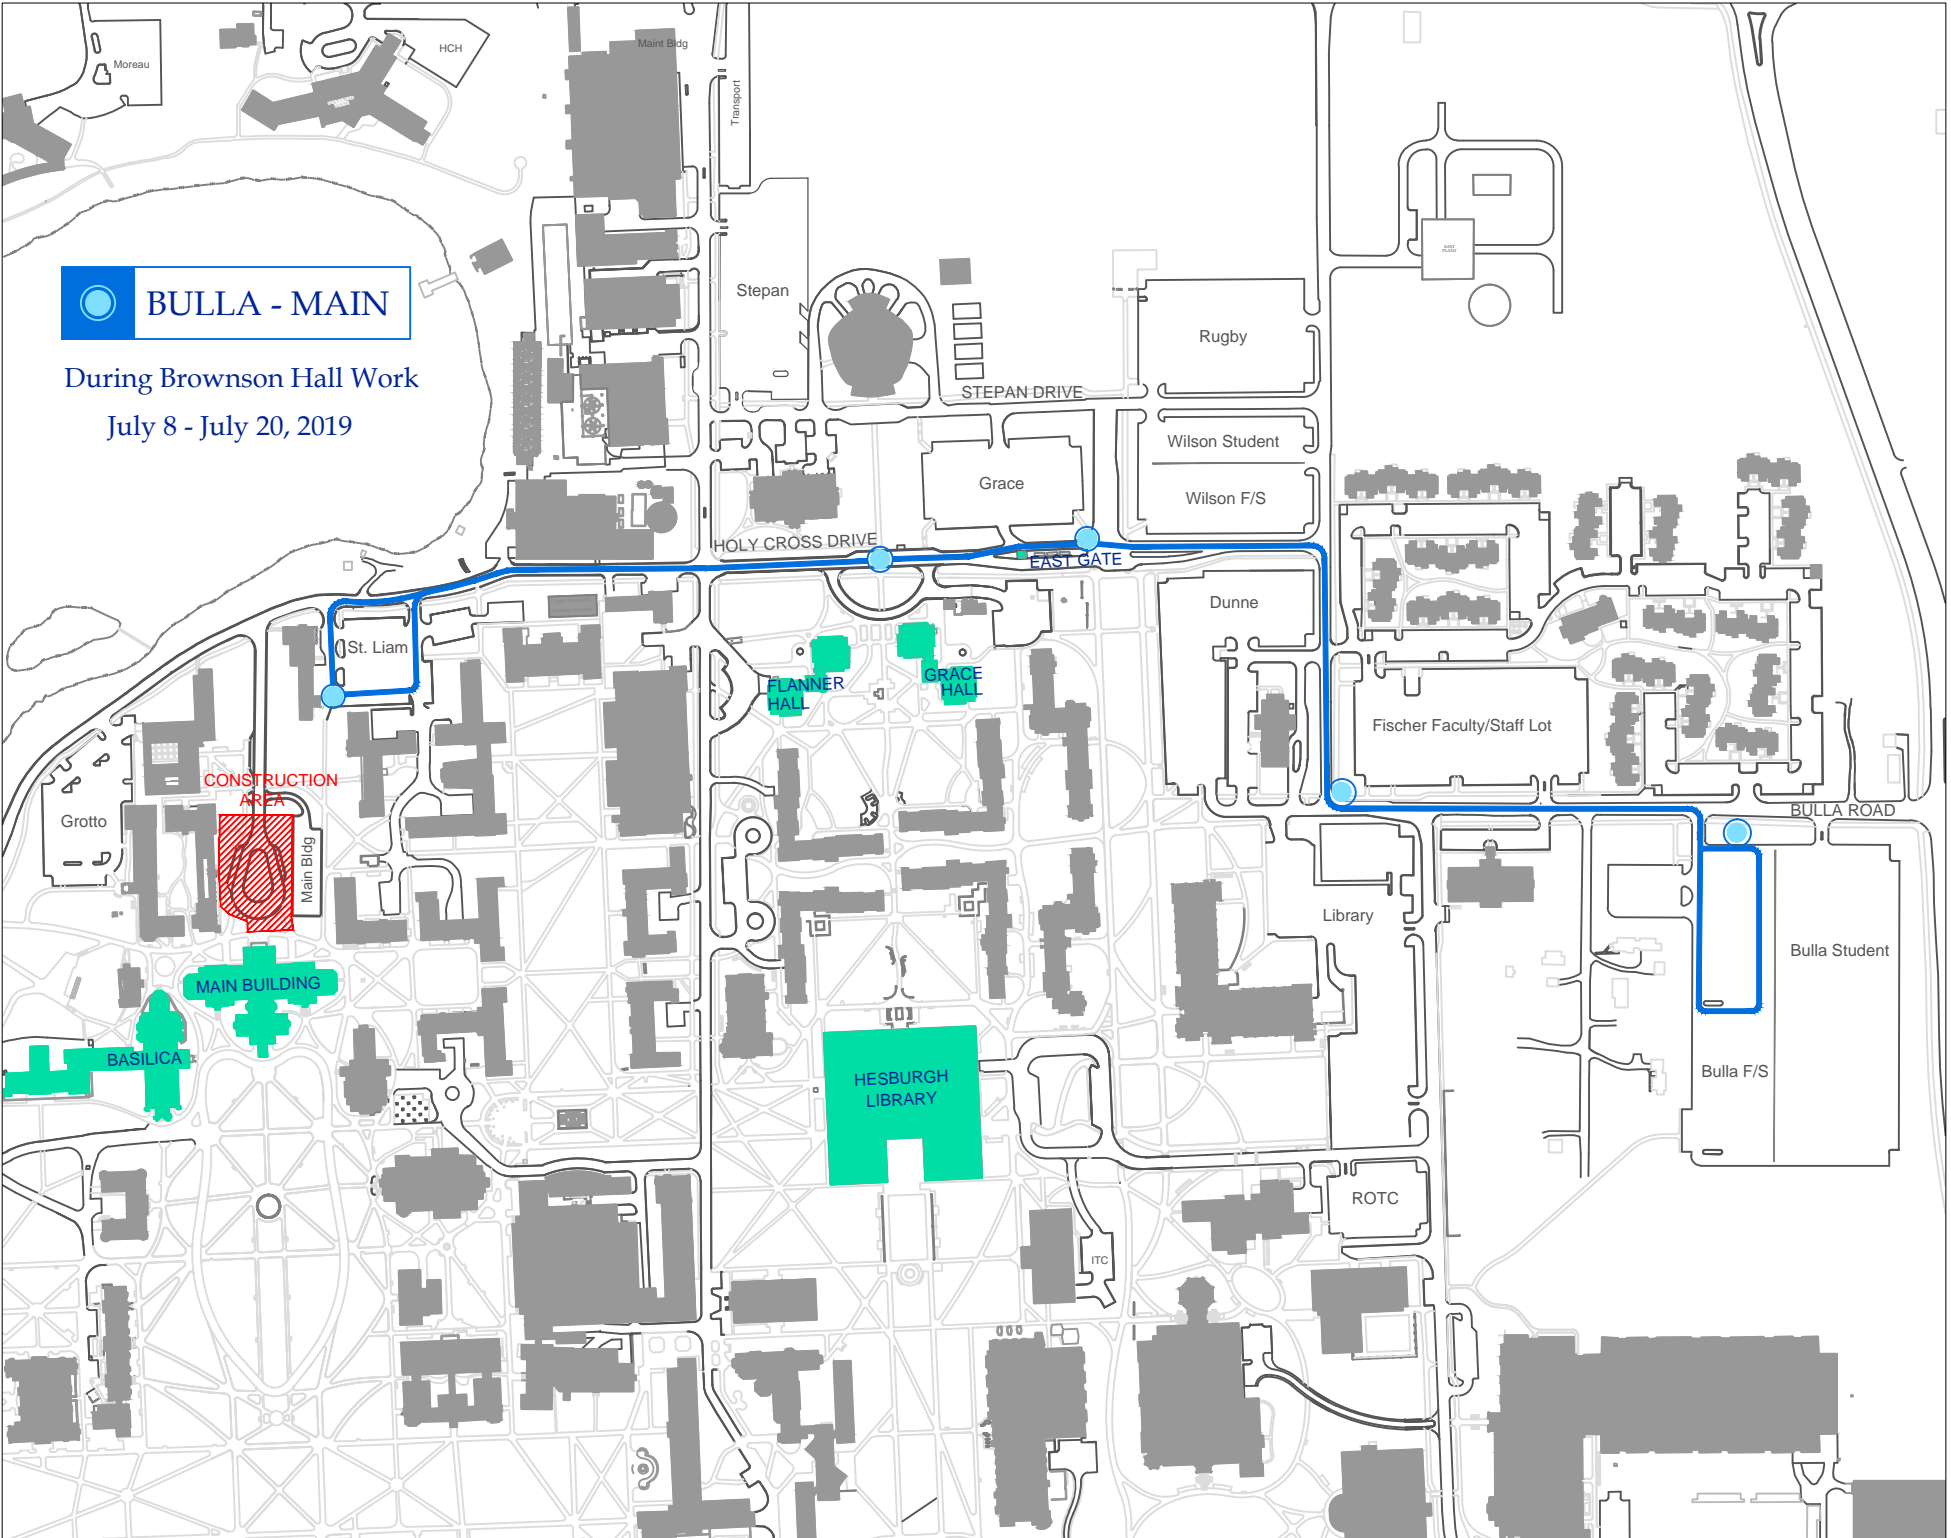 HCH
Moreau
Maint Bldg
Transport
EAST
PLANT
BULLA - MAIN
During Brownson Hall Work
July 8 - July 20, 2019
Stepan
Rugby
STEPAN DRIVE
Wilson Student
Grace
Wilson F/S
HOLY CROSS DRIVE
EAST GATE
Dunne
St. Liam
FLANNER
HALL
GRACE
HALL
Fischer Faculty/Staff Lot
CONSTRUCTION
AREA
BULLA ROAD
Grotto
Main Bldg
Library
Bulla Student
MAIN BUILDING
BASILICA
HESBURGH
LIBRARY
Bulla F/S
ROTC
ITC